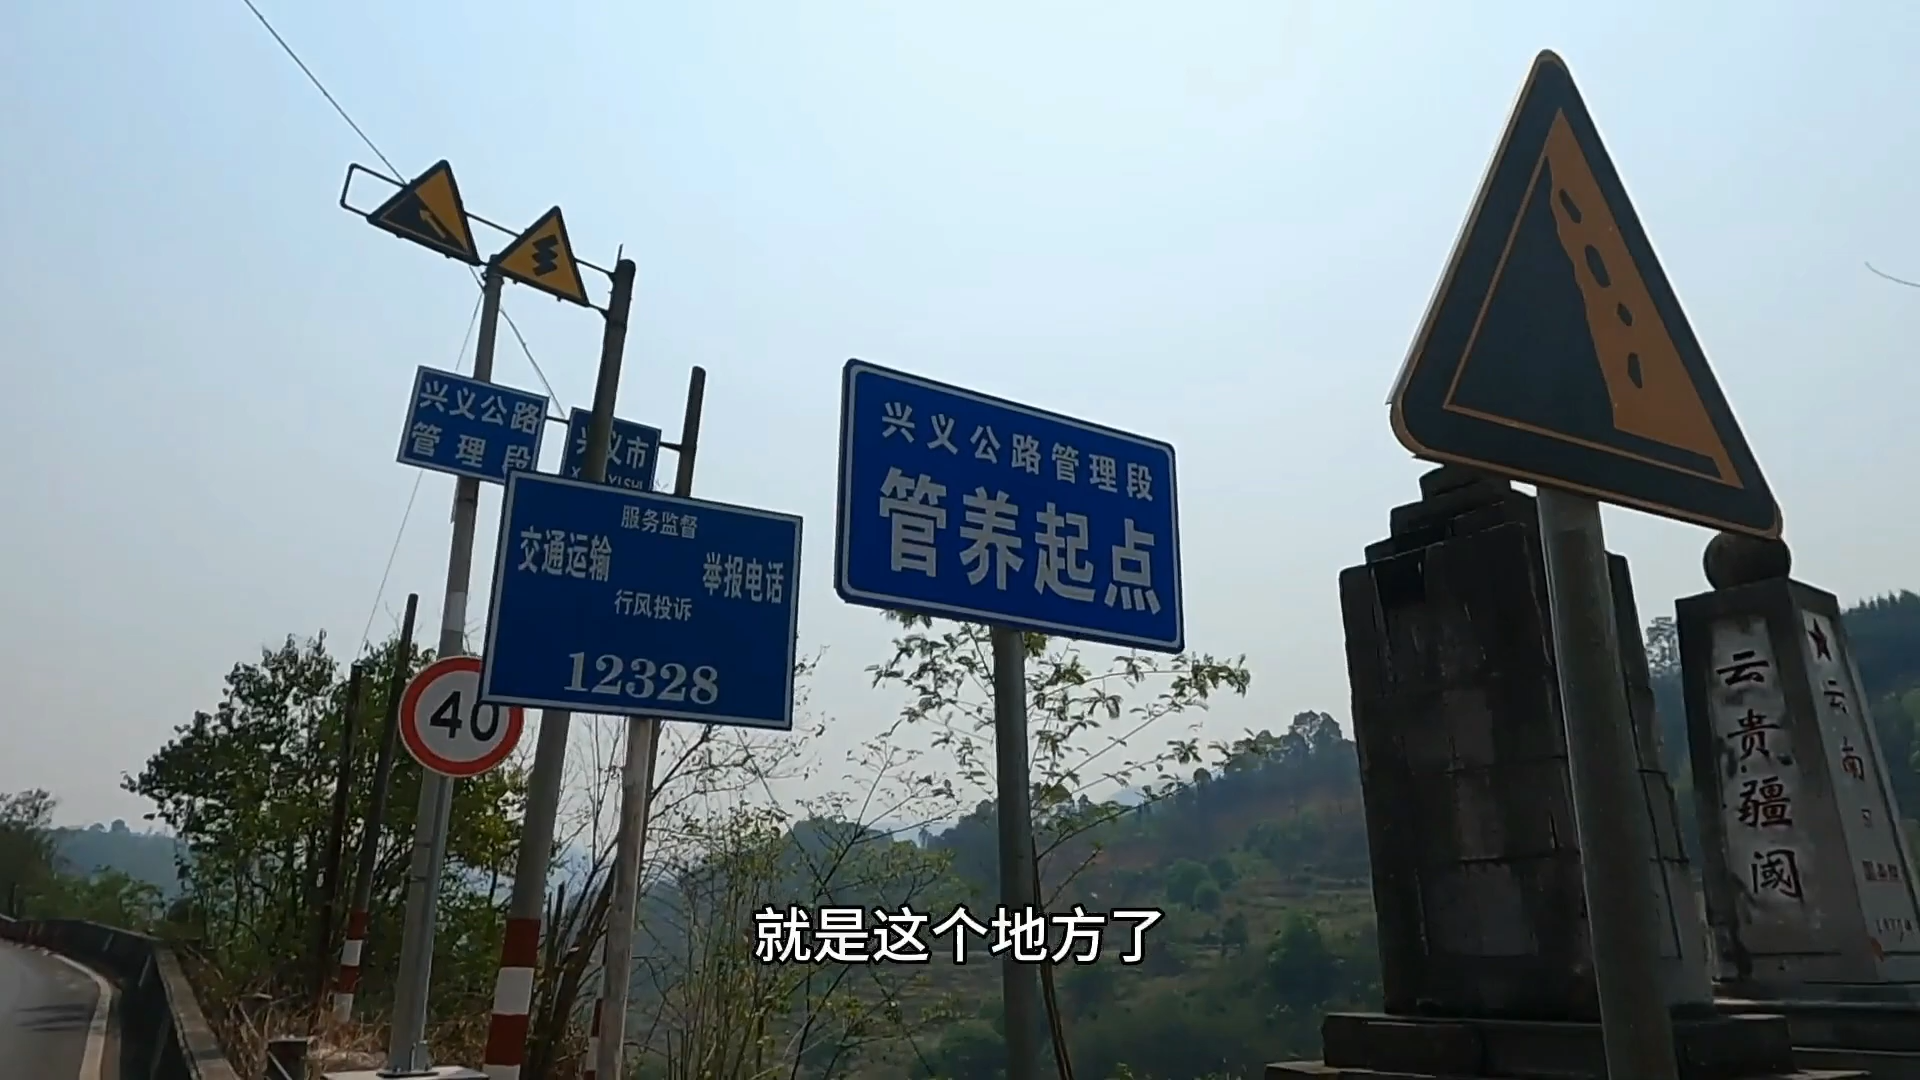 兴义公路
管理段
兴义市
服务监督
交通运输
举报电话
行风投诉
12328
40
兴义公路管理段
管养起点
云贵疆阈
云南
就是这个地方了